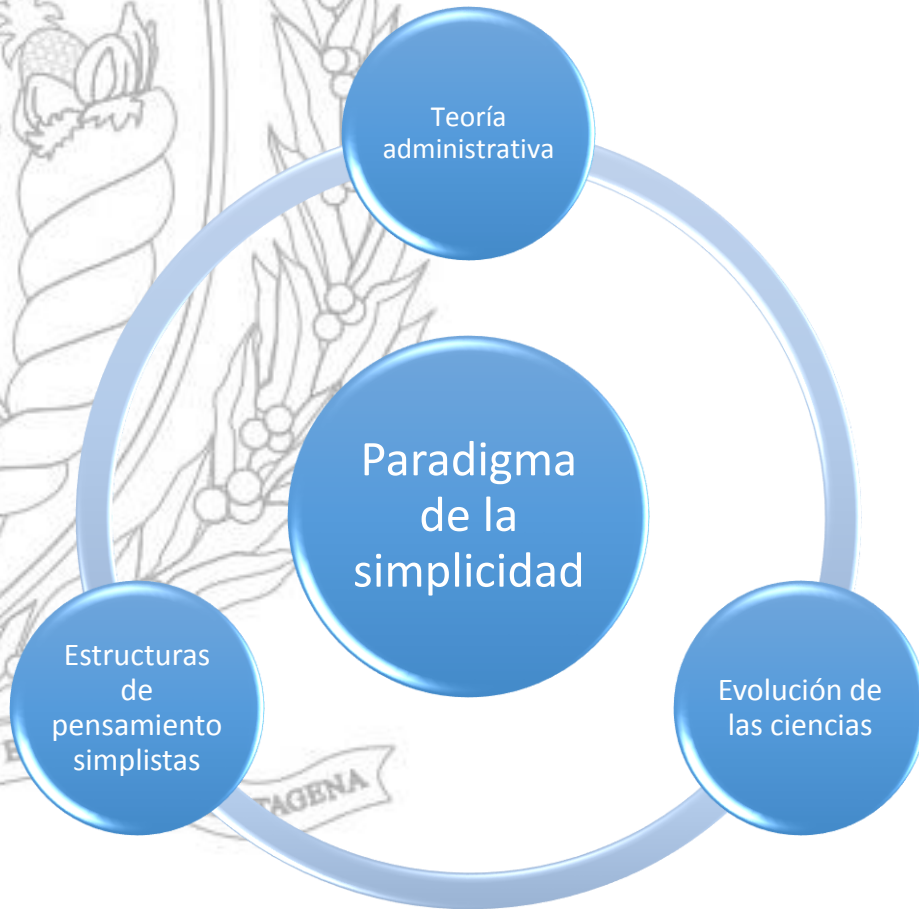 Teoría
administrativa
Paradigma
de la
simplicidad
Estructuras
de
pensamiento
simplistas
Evolución de
las ciencias